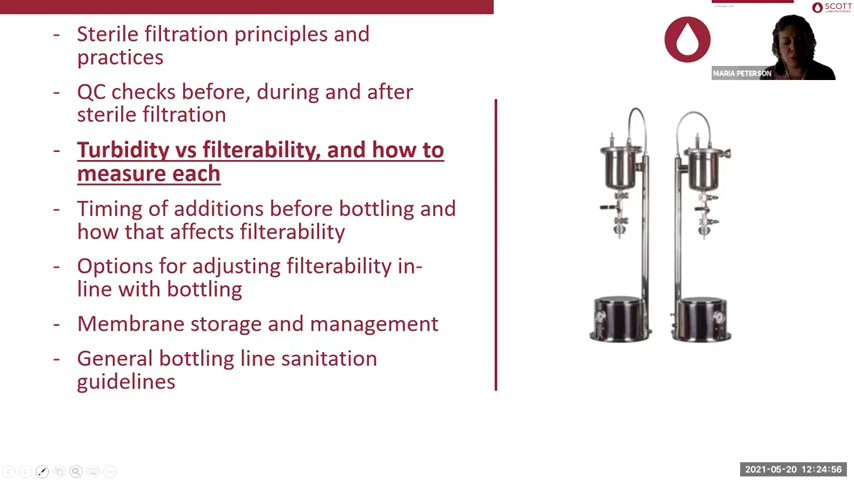 - Sterile filtration principles and
practices
- QC checks before, during and after
sterile filtration
- Turbidity vs filterability, and how to
measure each
- Timing of additions before bottling and
how that affects filterability
- Options for adjusting filterability in-
line with bottling
- Membrane storage and management
- General bottling line sanitation
guidelines
SCOTT
LABORATORIES
MARIA PETERSON
2021-05-20 12:24:56